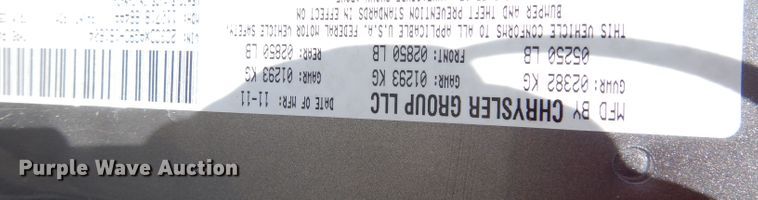 MFD BY CHRYSLER GROUP LLC
DATE OF MFR: 11-11
GVWR: 02382 KG
05250 LB
GAWR: 01293 KG
FRONT: 02850 LB
GAWR: 01293 KG
REAR: 02850 LB
THIS VEHICLE CONFORMS TO ALL APPLICABLE U.S.A. FEDERAL MOTOR VEHICLE SAFETY,
BUMPER AND THEFT PREVENTION STANDARDS IN EFFECT ON
Purple Wave Auction